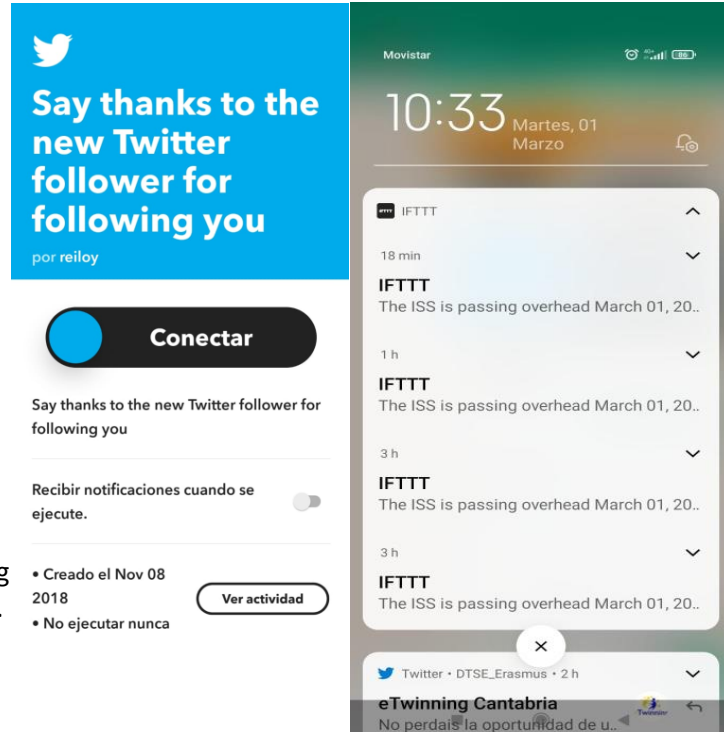 Say thanks to the
new Twitter
follower for
following you
por reiloy
Conectar
Say thanks to the new Twitter follower for
following you
Recibir notificaciones cuando se
ejecute.
g
.
• Creado el Nov 08
2018
• No ejecutar nunca
Ver actividad
Movistar
4G+
86
10:33
Martes, 01
Marzo
IFTTT
IFTTT
18 min
IFTTT
The ISS is passing overhead March 01, 20..
1 h
IFTTT
The ISS is passing overhead March 01, 20..
3 h
IFTTT
The ISS is passing overhead March 01, 20..
3 h
IFTTT
The ISS is passing overhead March 01, 20..
Twitter • DTSE_Erasmus • 2 h
eTwinning Cantabria
No perdais la oportunidad de u..